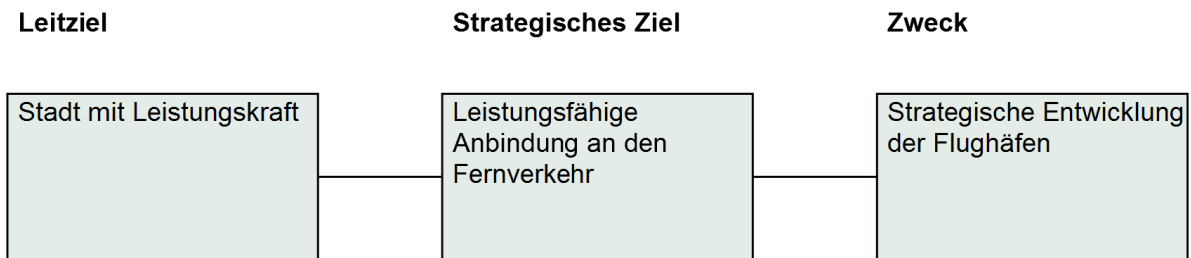 Leitziel
Strategisches Ziel
Zweck
Stadt mit Leistungskraft
Leistungsfähige
Anbindung an den
Fernverkehr
Strategische Entwicklung
der Flughäfen